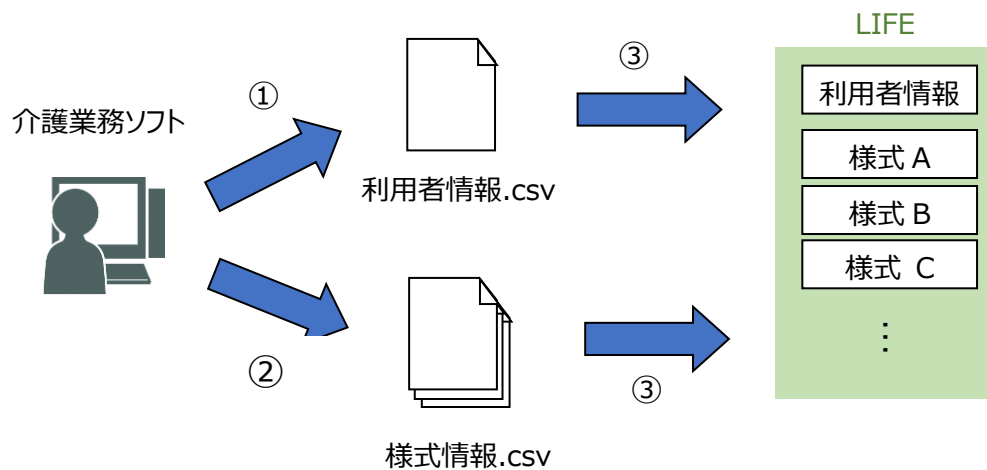 LIFE
③
利用者情報
①
介護業務ソフト
様式 A
利用者情報.csv
様式 B
様式 C
②
③
⋮
様式情報.csv